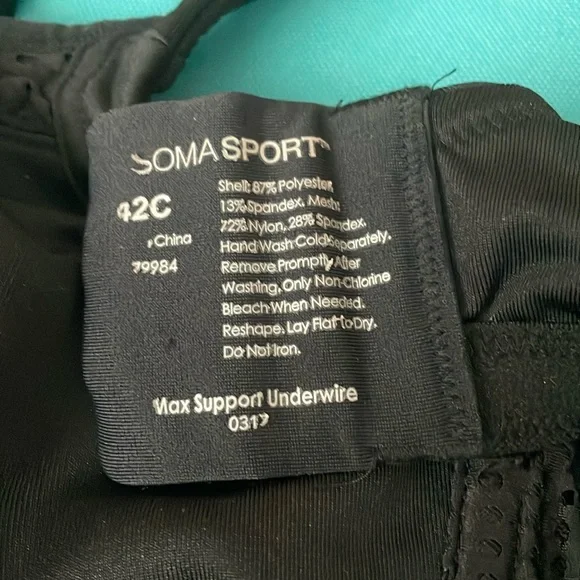 SOMA SPORT™
42C
China
79984
Shell: 87% Polyester,
13% Spandex, Mesh:
72% Nylon, 28% Spandex.
Hand Wash Cold Separately.
Remove Promptly After
Washing, Only Non-Chlorine
Bleach When Needed.
Reshape. Lay Flat to Dry.
Do Not Iron.
Max Support Underwire